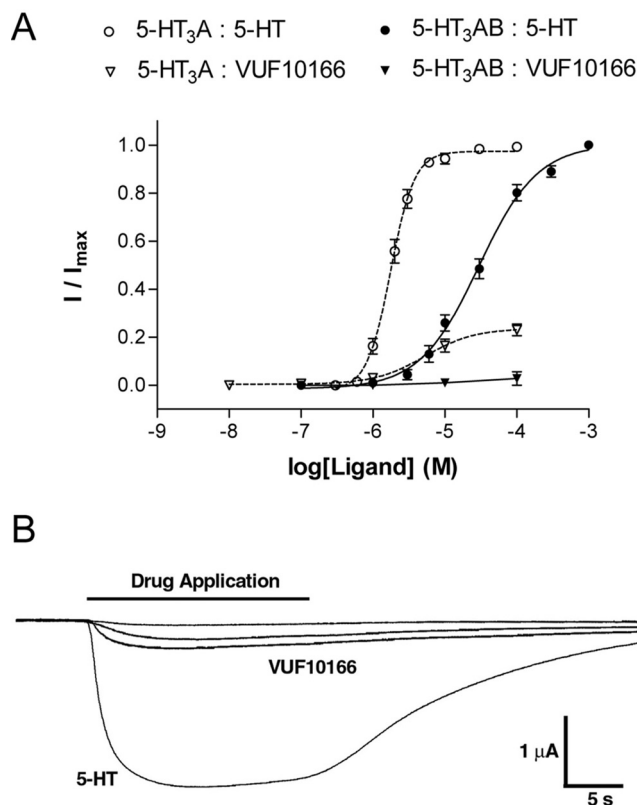 A
5-HT₃A : 5-HT
5-HT₃AB : 5-HT
5-HT₃A : VUF10166
5-HT₃AB : VUF10166
1.0
0.8
0.6
0.4
0.2
0.0
I / Imax
-9 -8 -7 -6 -5 -4 -3
log[Ligand] (M)
B
Drug Application
VUF10166
5-HT
1 μA
5 s